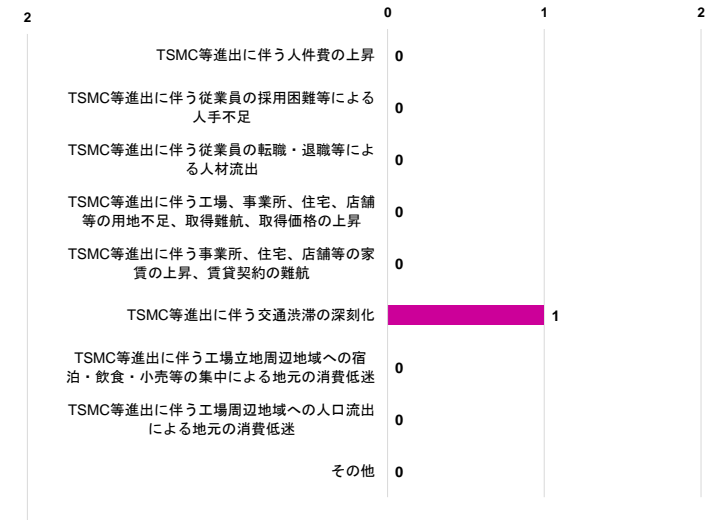 2
0 1 2
TSMC等進出に伴う人件費の上昇 0
TSMC等進出に伴う従業員の採用困難等による
人手不足
0
TSMC等進出に伴う従業員の転職・退職等によ
る人材流出
0
TSMC等進出に伴う工場、事業所、住宅、店舗
等の用地不足、取得難航、取得価格の上昇
0
TSMC等進出に伴う事業所、住宅、店舗等の家
賃の上昇、賃貸契約の難航
0
TSMC等進出に伴う交通渋滞の深刻化 1
TSMC等進出に伴う工場立地周辺地域への宿
泊・飲食・小売等の集中による地元の消費低迷
0
TSMC等進出に伴う工場周辺地域への人口流出
による地元の消費低迷
0
その他 0